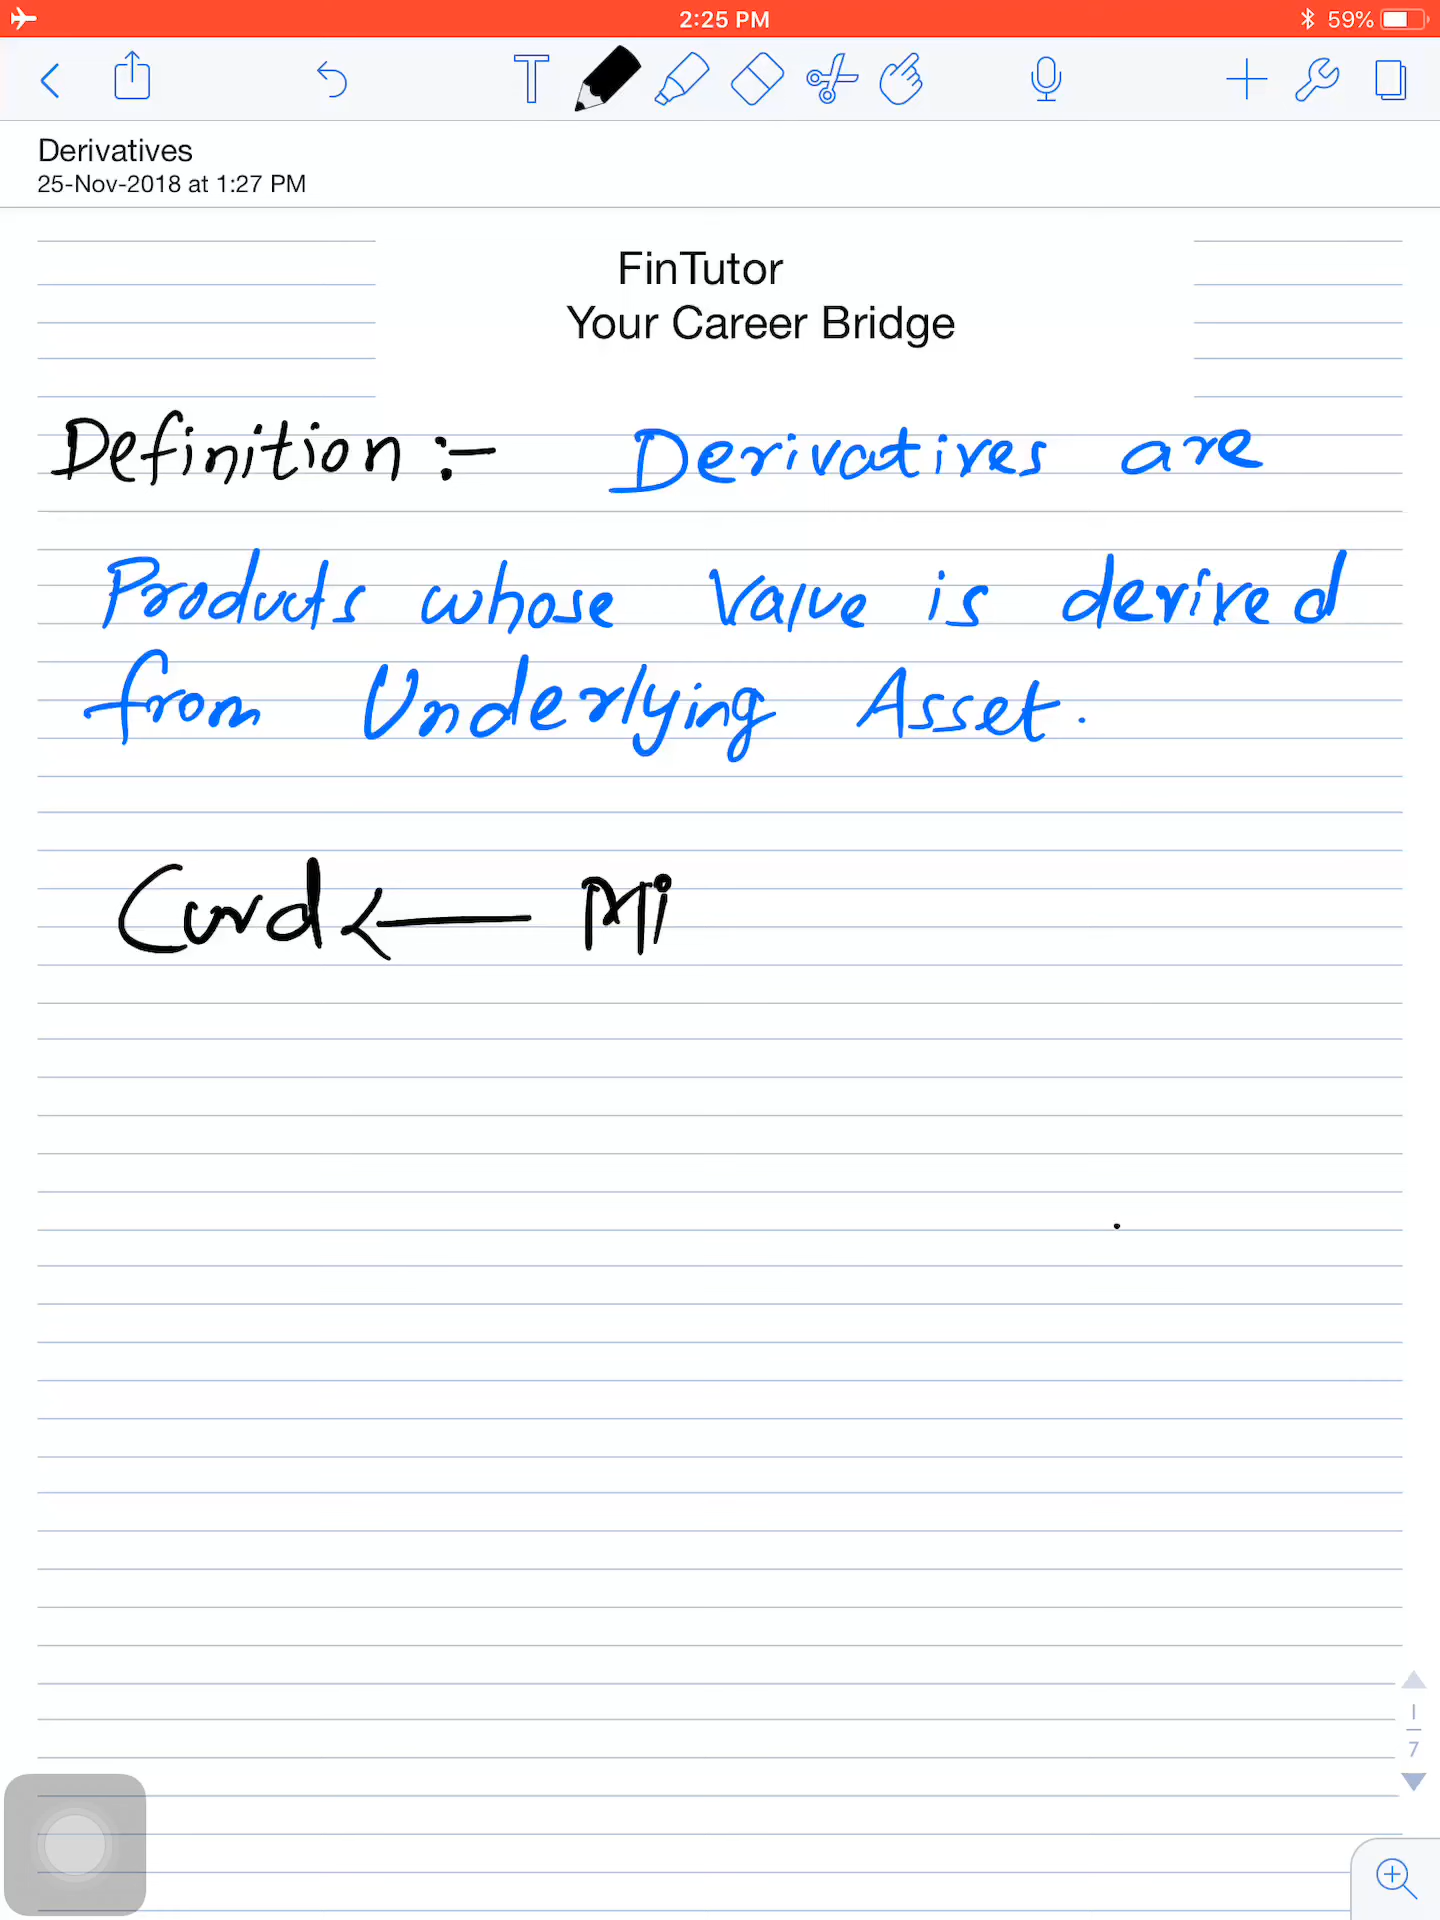 2:25 PM
59%
T
Derivatives
25-Nov-2018 at 1:27 PM
FinTutor
Your Career Bridge
Definition :- Derivatives are
Products whose Value is derived
from Underlying Asset.
Curd ← Mi
1
7